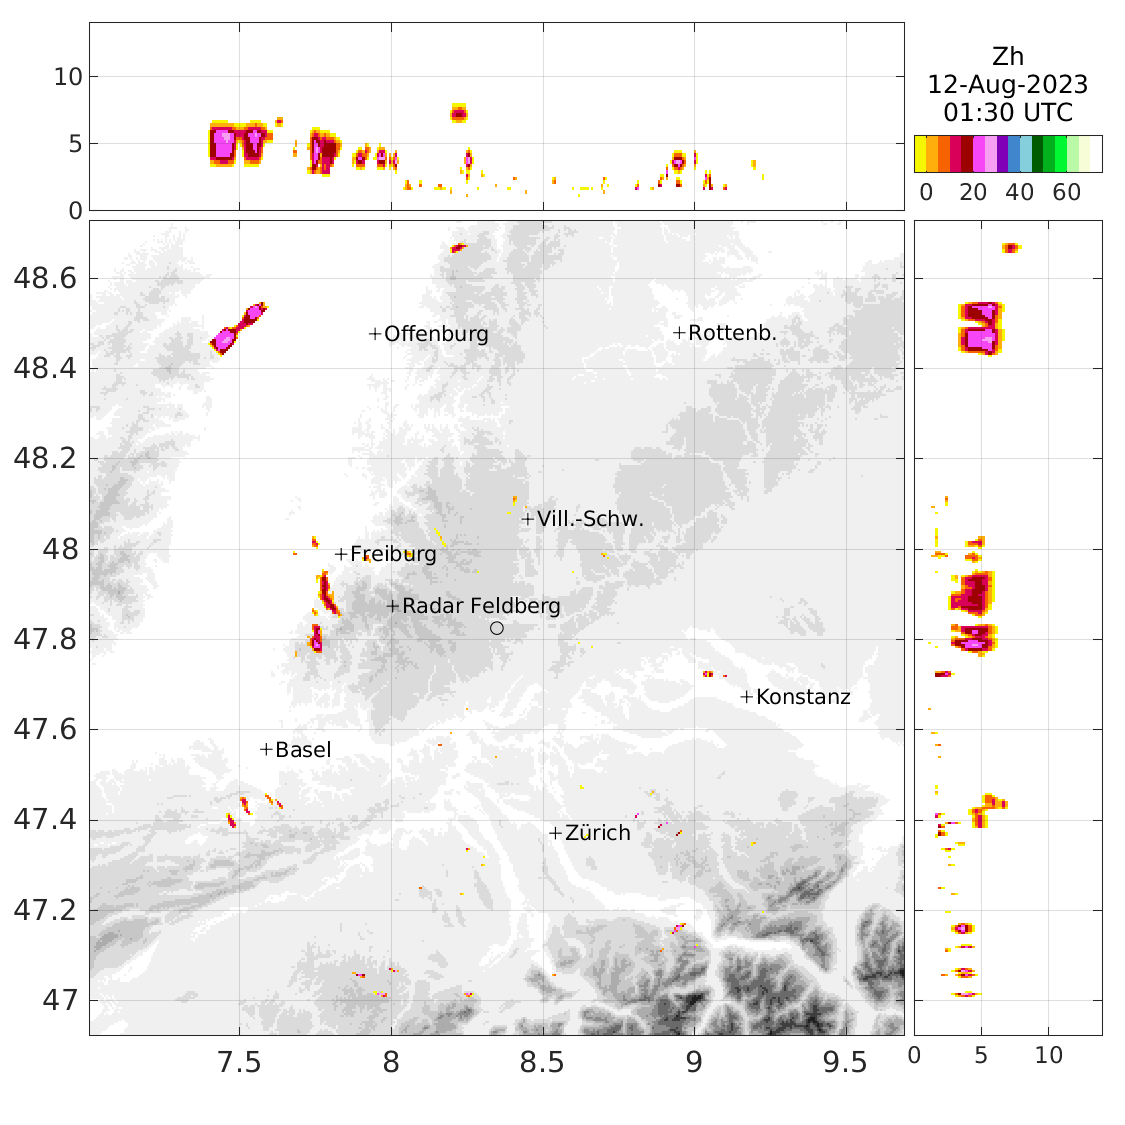 Zh
12-Aug-2023
01:30 UTC
0 20 40 60
10
5
0
48.6
48.4
48.2
48
47.8
47.6
47.4
47.2
47
+Offenburg
+Rottenb.
+Vill.-Schw.
+Freiburg
+Radar Feldberg
+Konstanz
+Basel
+Zürich
7.5 8 8.5 9 9.5
0 5 10